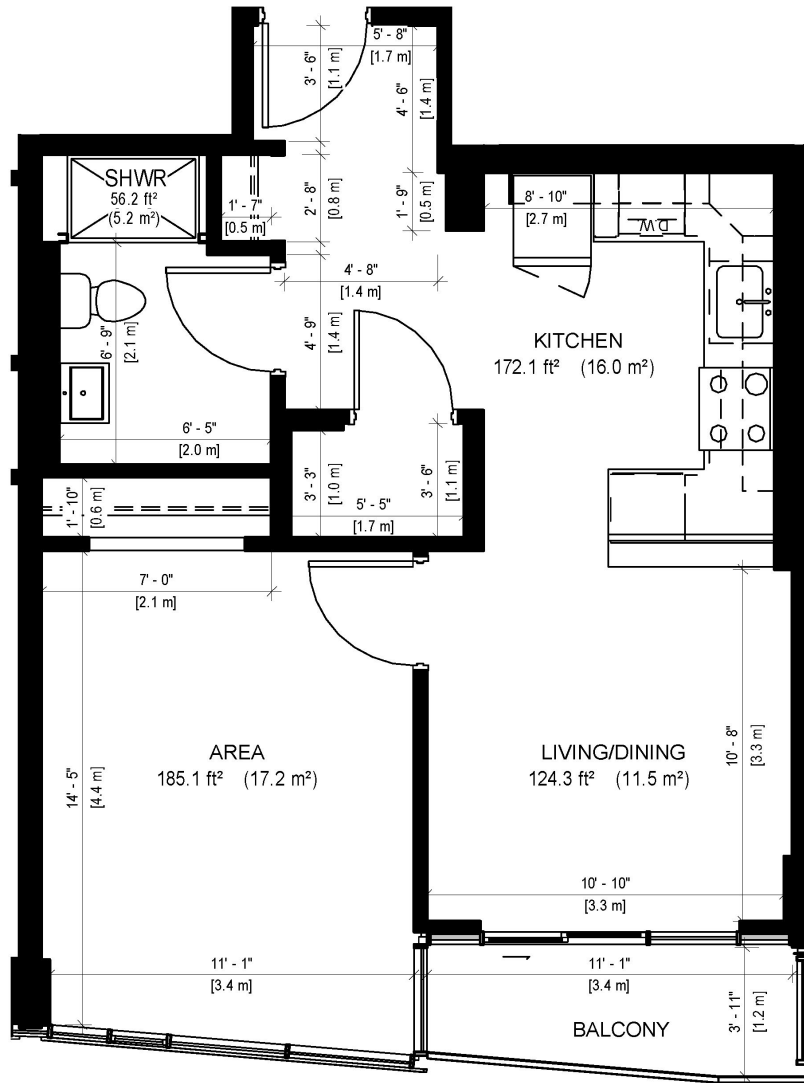 5' - 8"
[1.7 m]
3' - 6"
[1.1 m]
4' - 6"
[1.4 m]
SHWR
56.2 ft²
(5.2 m²)
1' - 7"
[0.5 m]
2' - 8"
[0.8 m]
1' - 9"
[0.5 m]
8' - 10"
[2.7 m]
D.W
4' - 8"
[1.4 m]
6' - 9"
[2.1 m]
4' - 9"
[1.4 m]
KITCHEN
172.1 ft² (16.0 m²)
6' - 5"
[2.0 m]
3' - 3"
[1.0 m]
3' - 6"
[1.1 m]
1' - 10"
[0.6 m]
5' - 5"
[1.7 m]
7' - 0"
[2.1 m]
AREA
185.1 ft² (17.2 m²)
LIVING/DINING
124.3 ft² (11.5 m²)
10' - 8"
[3.3 m]
14' - 5"
[4.4 m]
10' - 10"
[3.3 m]
11' - 1"
[3.4 m]
11' - 1"
[3.4 m]
3' - 11"
[1.2 m]
BALCONY